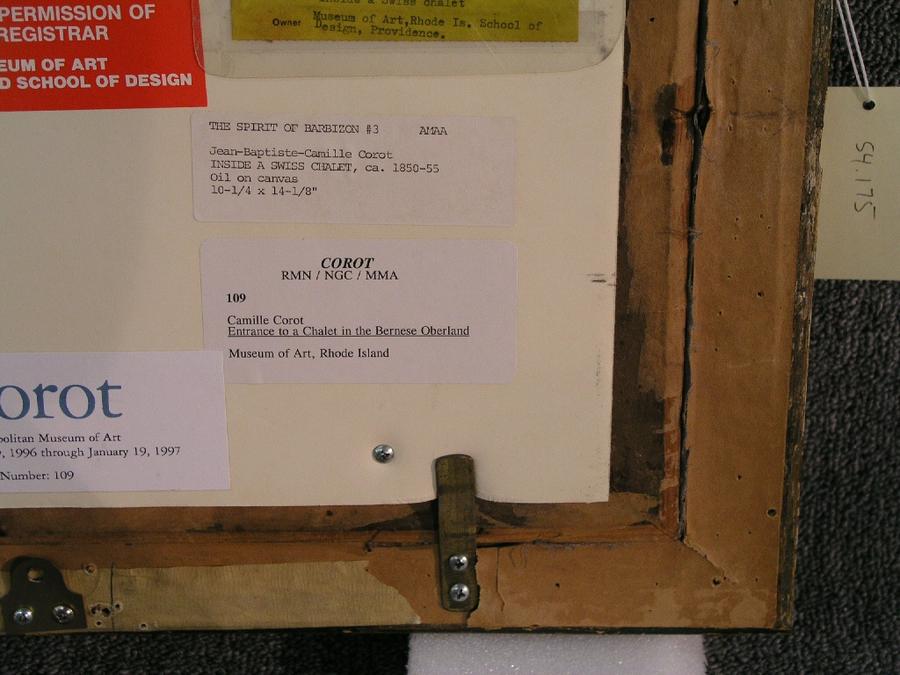 PERMISSION OF
REGISTRAR
EUM OF ART
D SCHOOL OF DESIGN
Inside a Swiss chalet
Owner Museum of Art,Rhode Is. School of
Design, Providence.
THE SPIRIT OF BARBIZON #3 AMAA
Jean-Baptiste-Camille Corot
INSIDE A SWISS CHALET, ca. 1850-55
Oil on canvas
10-1/4 x 14-1/8"
COROT
RMN / NGC / MMA
109
Camille Corot
Entrance to a Chalet in the Bernese Oberland
Museum of Art, Rhode Island
orot
politan Museum of Art
, 1996 through January 19, 1997
Number: 109
54.175